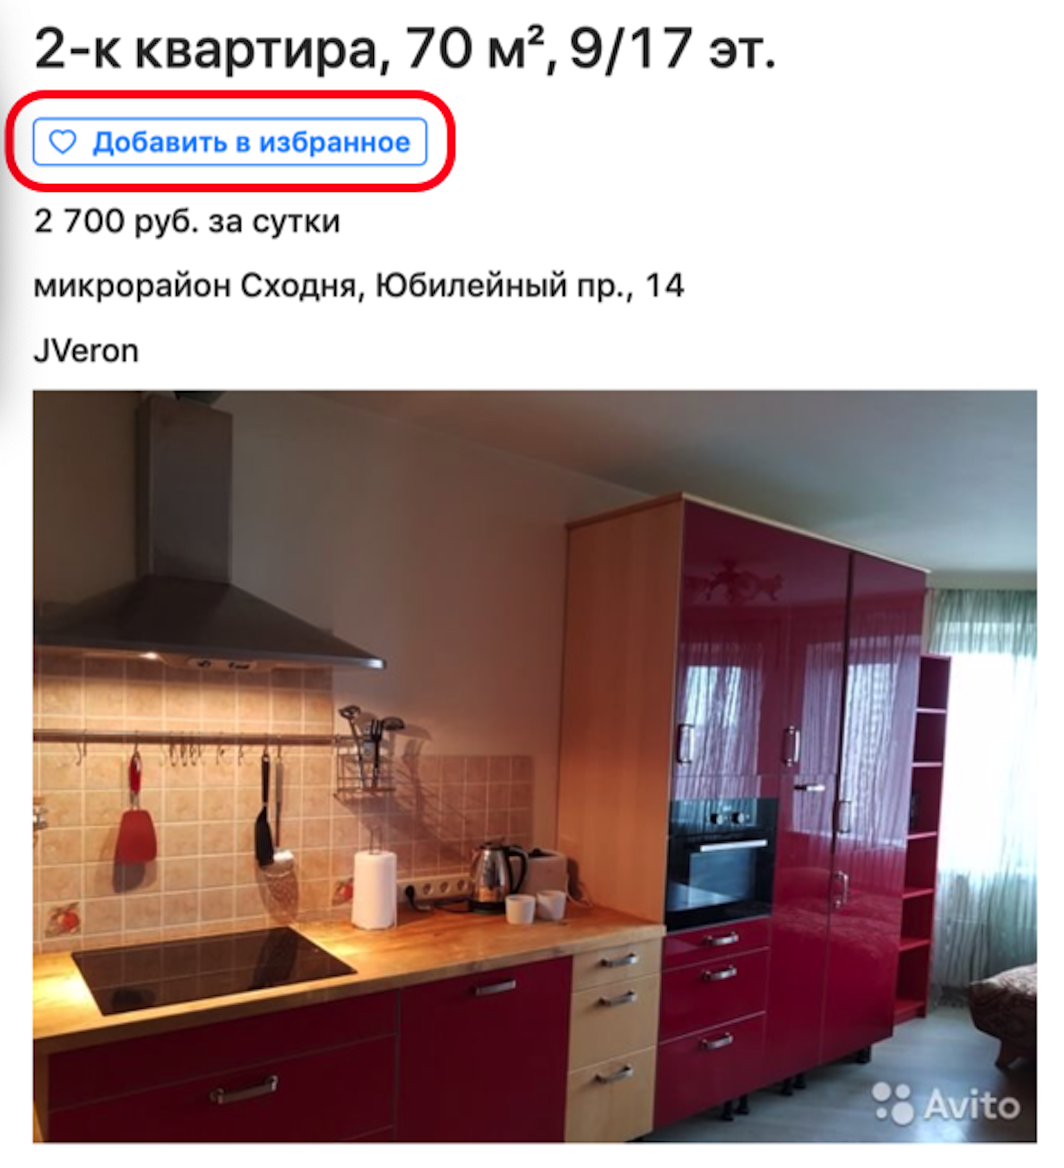 2-к квартира, 70 м², 9/17 эт.
Добавить в избранное
2 700 руб. за сутки
микрорайон Сходня, Юбилейный пр., 14
JVeron
Avito